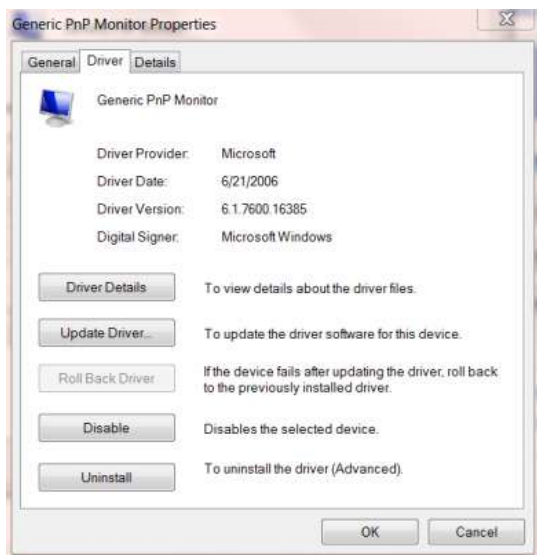 Generic PnP Monitor Properties
General Driver Details
Generic PnP Monitor
Driver Provider: Microsoft
Driver Date: 6/21/2006
Driver Version: 6.1.7600.16385
Digital Signer: Microsoft Windows
Driver Details To view details about the driver files.
Update Driver... To update the driver software for this device.
Roll Back Driver If the device fails after updating the driver, roll back
to the previously installed driver.
Disable Disables the selected device.
Uninstall To uninstall the driver (Advanced).
OK Cancel